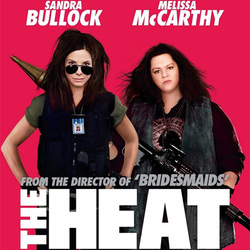 SANDRA
BULLOCK
MELISSA
McCARTHY
FROM THE DIRECTOR OF 'BRIDESMAIDS'
THE HEAT